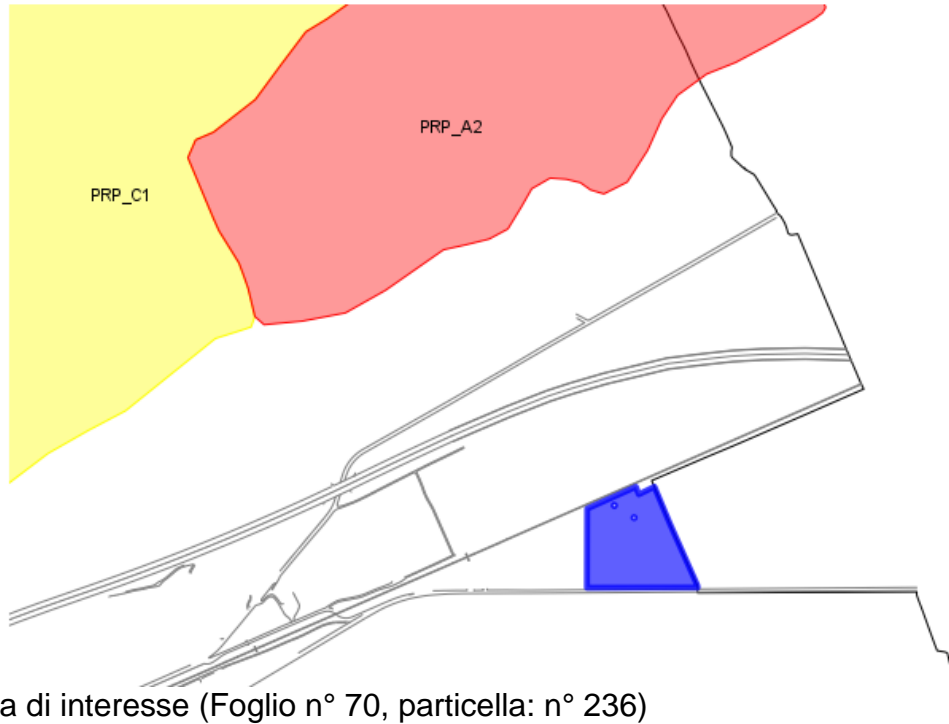 PRP_A2
PRP_C1
a di interesse (Foglio n° 70, particella: n° 236)